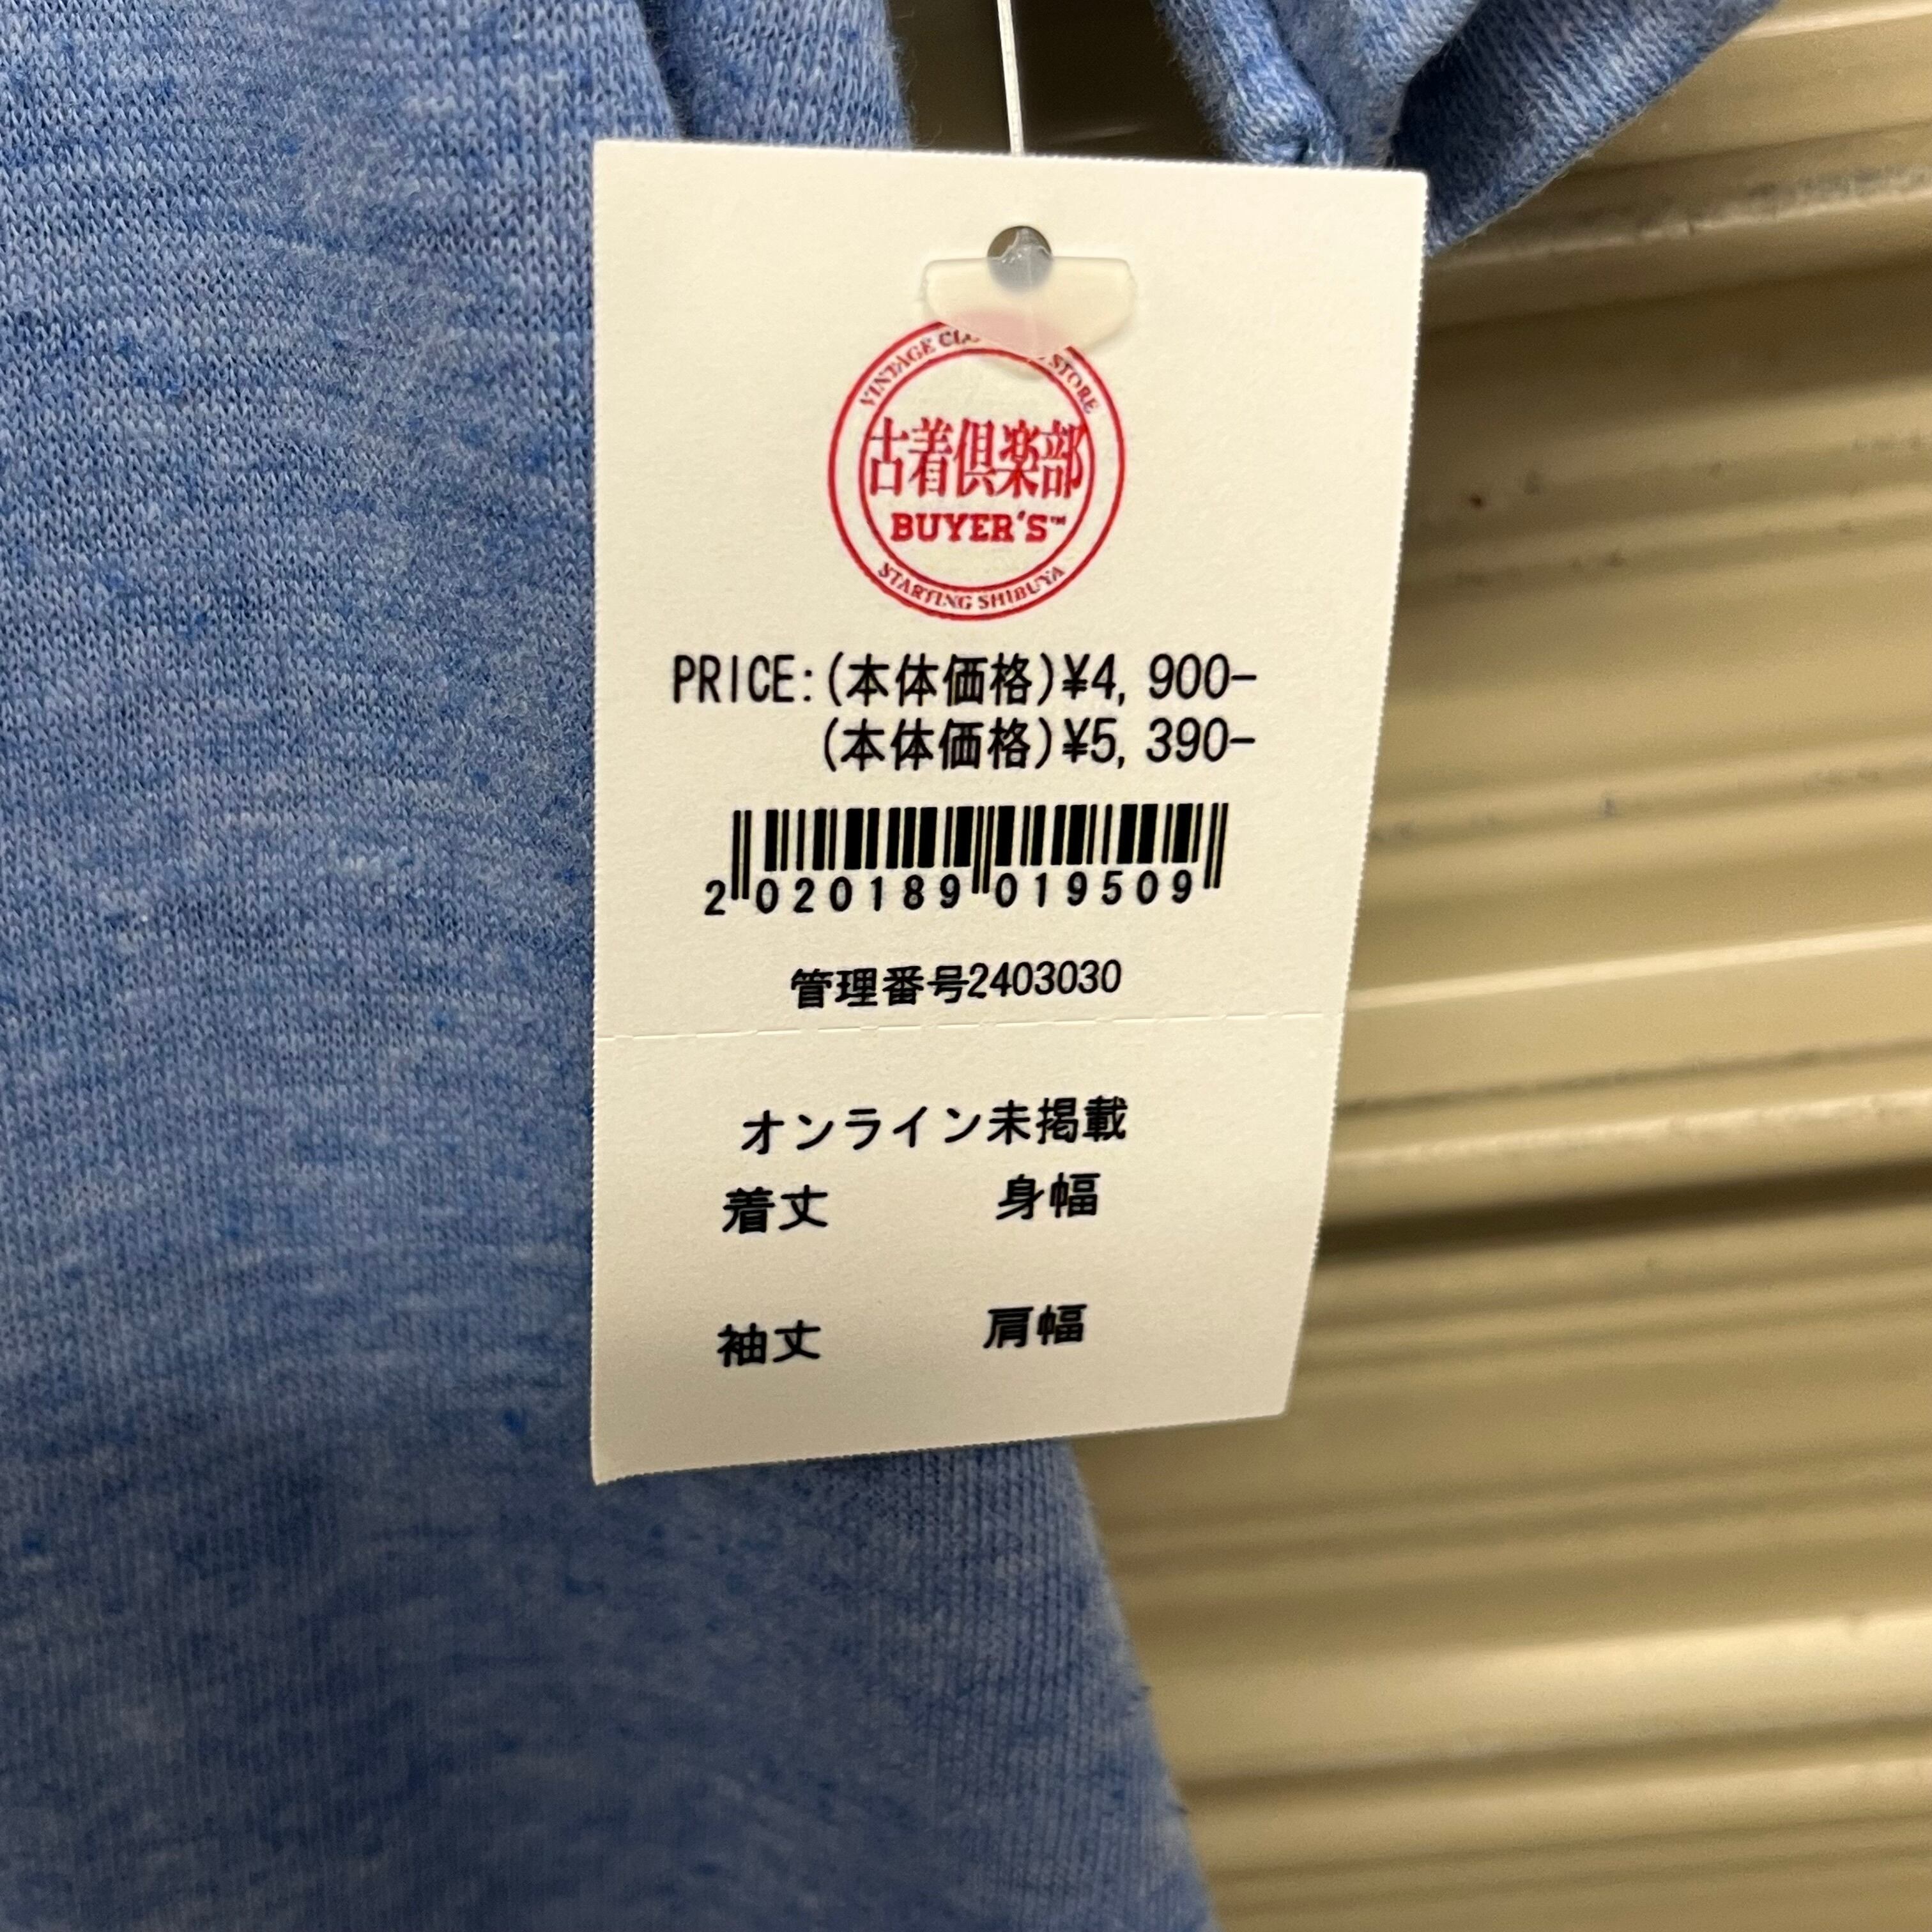 VINTAGE STORE
古着倶楽部
BUYER'S™
STARTING SHIBUYA
PRICE:(本体価格)¥4,900-
(本体価格)¥5,390-
2 020189 019509
管理番号2403030
オンライン未掲載
着丈 身幅
袖丈 肩幅